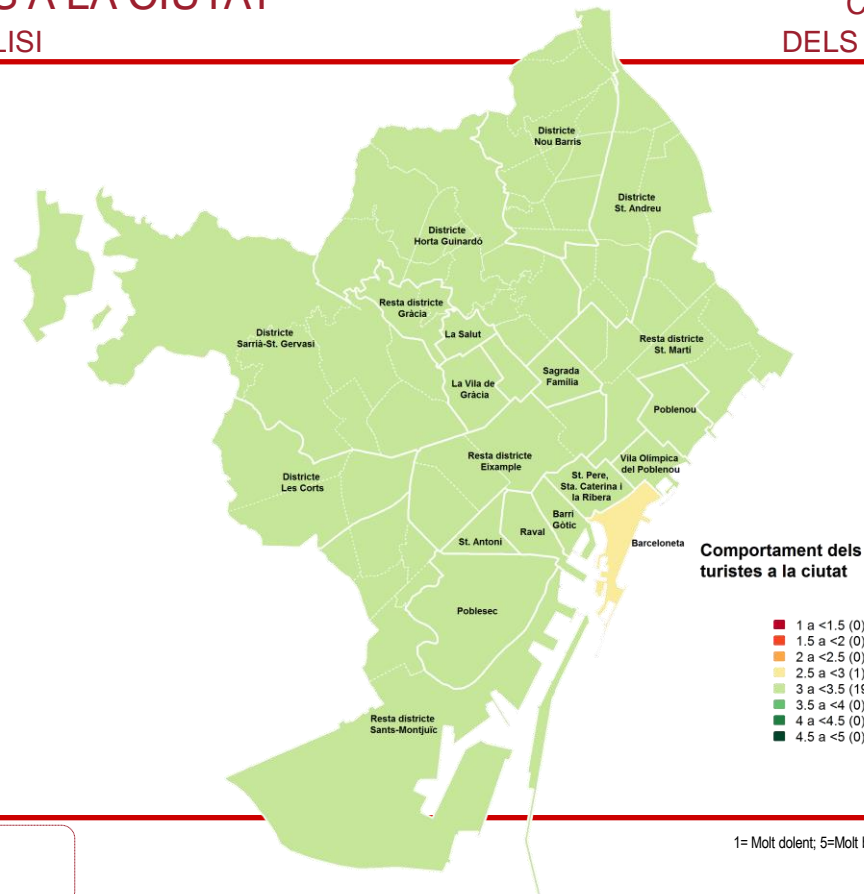 A LA CIUTAT
DELS
Districte
Nou Barris
Districte
St. Andreu
Districte
Horta Guinardó
Resta districte
Gràcia
La Salut
Districte
Sarrià-St. Gervasi
Resta districte
St. Martí
Sagrada
Família
La Vila de
Gràcia
Poblenou
Resta districte
Eixample
Vila Olímpica
del Poblenou
Districte
Les Corts
St. Pere,
Sta. Caterina i
la Ribera
Barri
Gòtic
Raval
St. Antoni
Barceloneta
Comportament dels
turistes a la ciutat
Poblesec
1 a <1.5 (0)
1.5 a <2 (0)
2 a <2.5 (0)
2.5 a <3 (1)
3 a <3.5 (19
3.5 a <4 (0)
4 a <4.5 (0)
4.5 a <5 (0)
Resta districte
Sants-Montjuïc
1= Molt dolent; 5=Molt